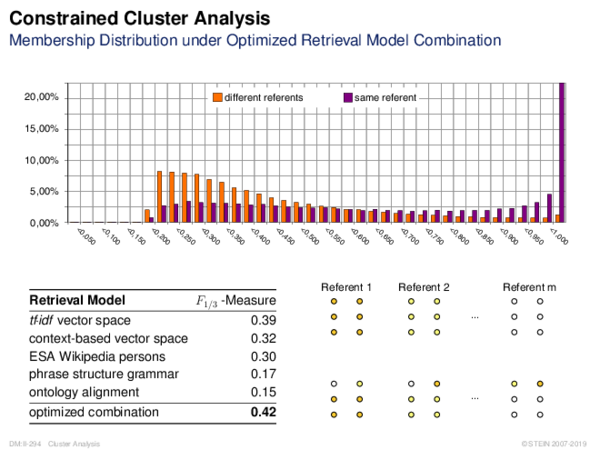 Constrained Cluster Analysis
Membership Distribution under Optimized Retrieval Model Combination
different referents same referent
20,00%
15,00%
10,00%
5,00%
0,00%
<0,050 <0,100 <0,150 <0,200 <0,250 <0,300 <0,350 <0,400 <0,450 <0,500 <0,550 <0,600 <0,650 <0,700 <0,750 <0,800 <0,850 <0,900 <0,950 <1,000
Referent 1 Referent 2 Referent m
Retrieval Model F1/3 -Measure
tf·idf vector space 0.39
context-based vector space 0.32
...
ESA Wikipedia persons 0.30
phrase structure grammar 0.17
ontology alignment 0.15
...
optimized combination 0.42
DM:II-294 Cluster Analysis ©STEIN 2007-2019